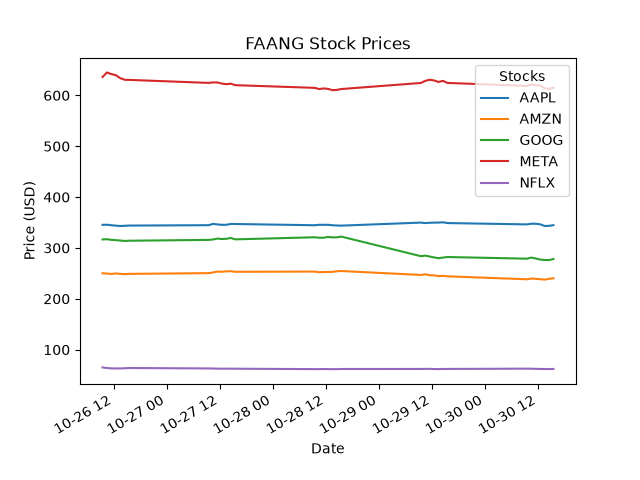 FAANG Stock Prices
Stocks
AAPL
AMZN
GOOG
META
NFLX
Price (USD)
600
500
400
300
200
100
10-26 12
10-27 00
10-27 12
10-28 00
10-28 12
10-29 00
10-29 12
10-30 00
10-30 12
Date